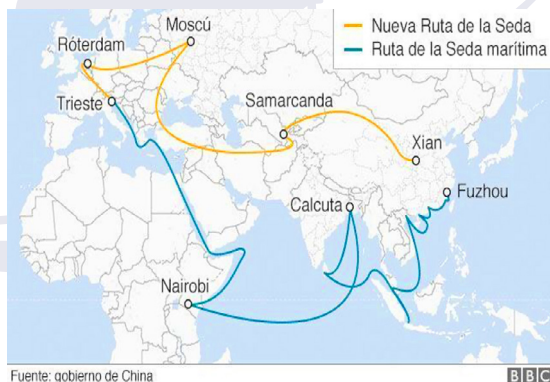 Nueva Ruta de la Seda
Ruta de la Seda marítima
Moscú
Róterdam
Trieste
Samarcanda
Xian
Calcuta
Fuzhou
Nairobi
Fuente: gobierno de China
BBC